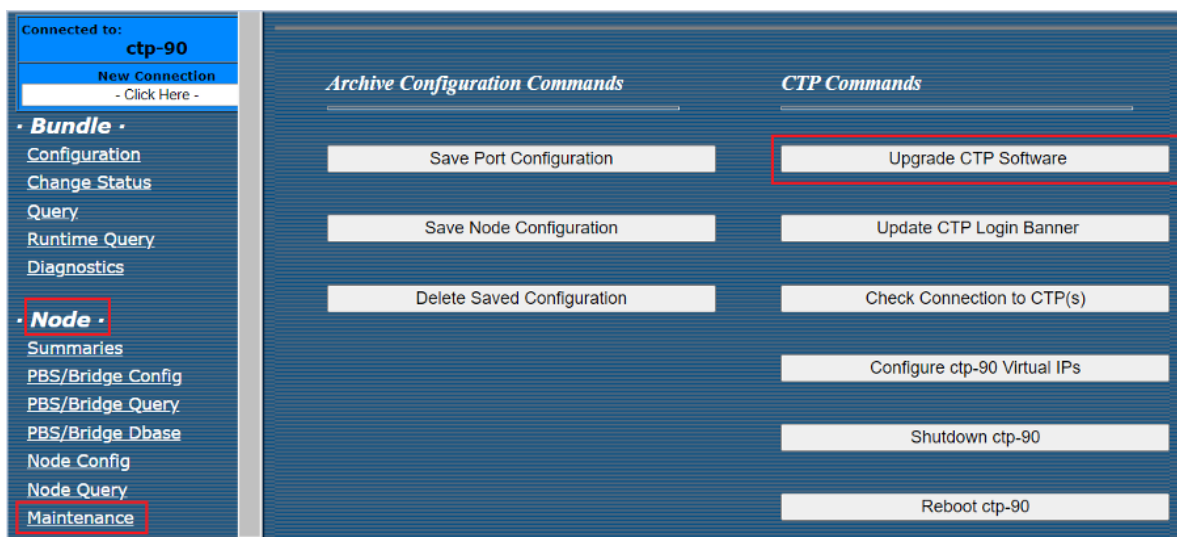 Connected to:
ctp-90
New Connection
- Click Here -
· Bundle ·
Configuration
Change Status
Query
Runtime Query
Diagnostics
· Node ·
Summaries
PBS/Bridge Config
PBS/Bridge Query
PBS/Bridge Dbase
Node Config
Node Query
Maintenance
Archive Configuration Commands
Save Port Configuration
Save Node Configuration
Delete Saved Configuration
CTP Commands
Upgrade CTP Software
Update CTP Login Banner
Check Connection to CTP(s)
Configure ctp-90 Virtual IPs
Shutdown ctp-90
Reboot ctp-90